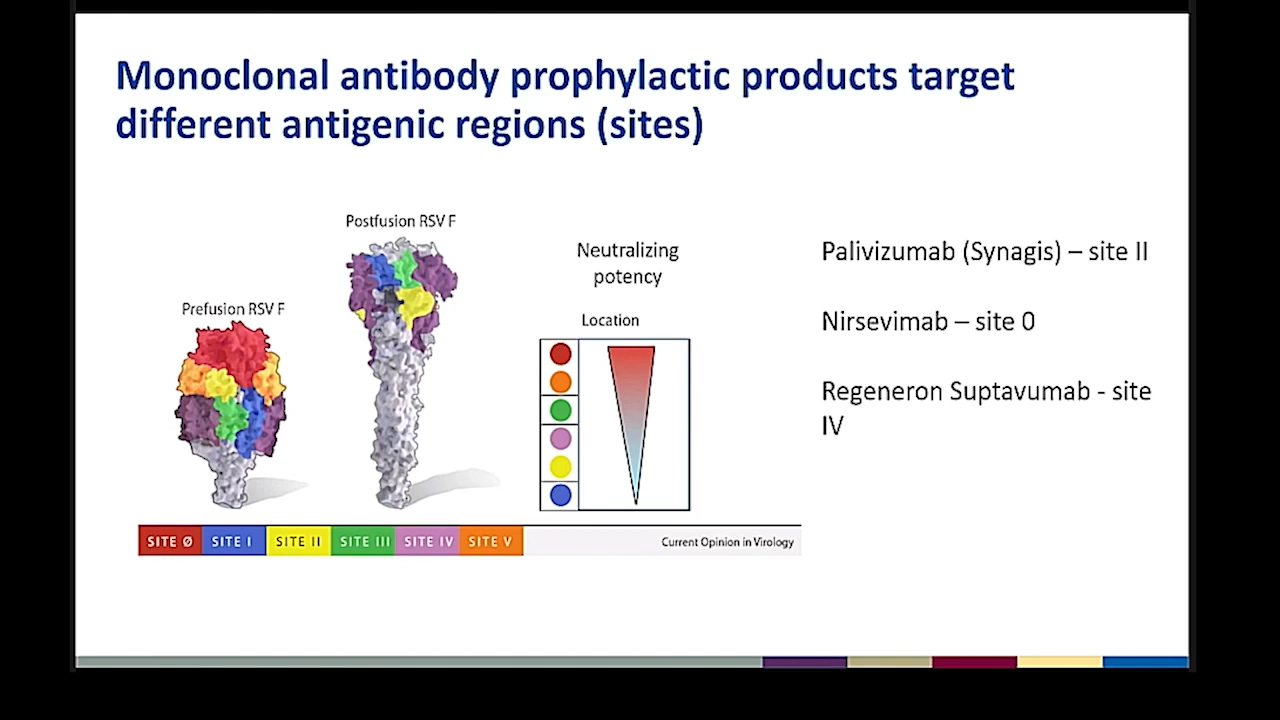 Monoclonal antibody prophylactic products target
different antigenic regions (sites)
Postfusion RSV F
Prefusion RSV F
Neutralizing
potency
Location
Palivizumab (Synagis) – site II
Nirsevimab – site 0
Regeneron Suptavumab - site
IV
SITE Ø SITE I SITE II SITE III SITE IV SITE V
Current Opinion in Virology